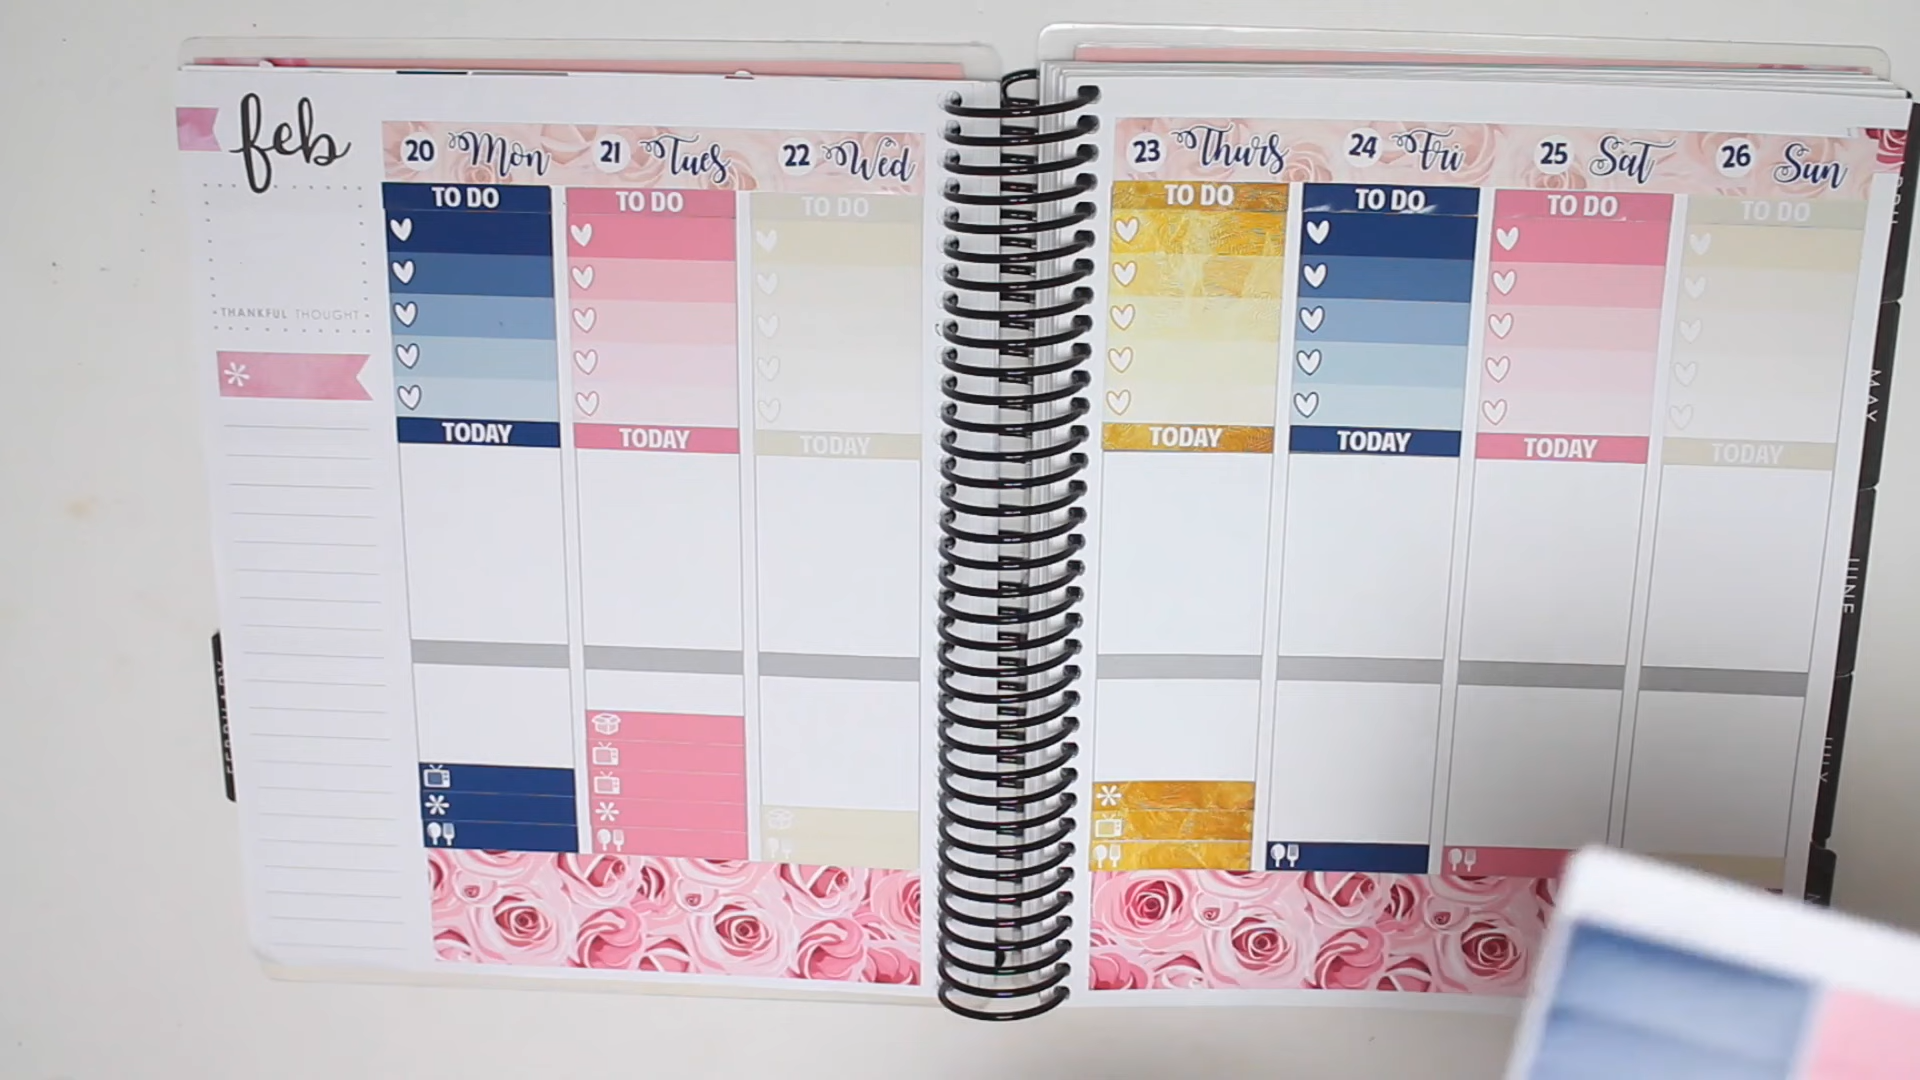 feb
20 Mon
21 Tues
22 Wed
23 Thurs
24 Fri
25 Sat
26 Sun
TO DO
TO DO
TO DO
TO DO
TO DO
TO DO
TO DO
THANKFUL THOUGHT
TODAY
TODAY
TODAY
TODAY
TODAY
TODAY
TODAY
FEBRUARY
MAY
JUNE
JULY